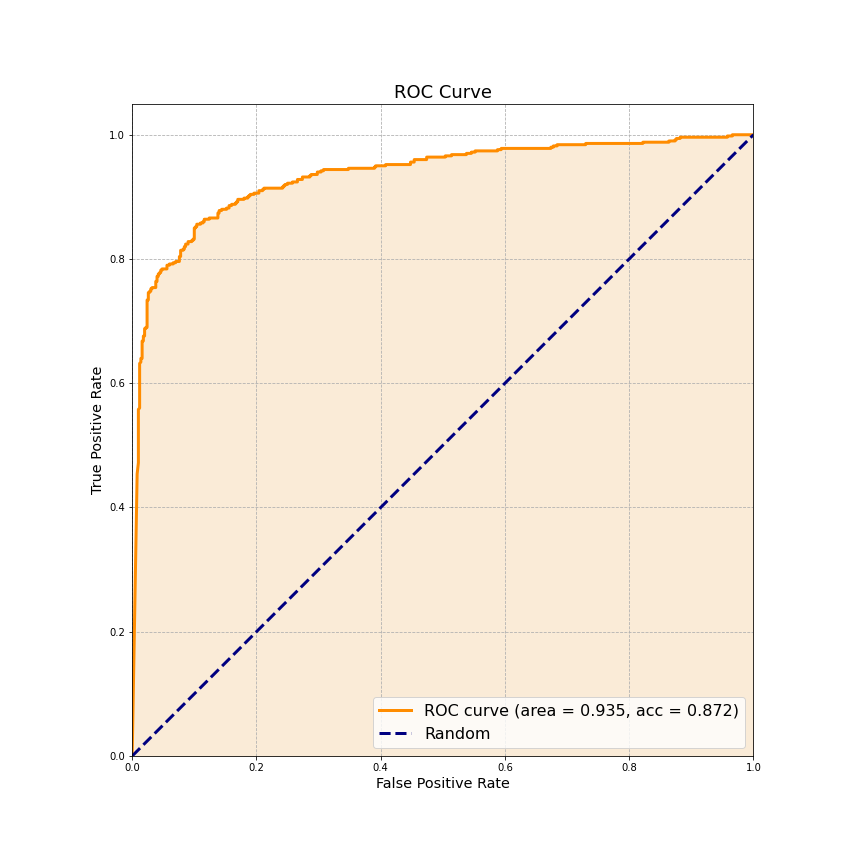 ROC Curve
1.0
0.8
0.6
0.4
0.2
0.0
True Positive Rate
ROC curve (area = 0.935, acc = 0.872)
Random
0.0 0.2 0.4 0.6 0.8 1.0
False Positive Rate